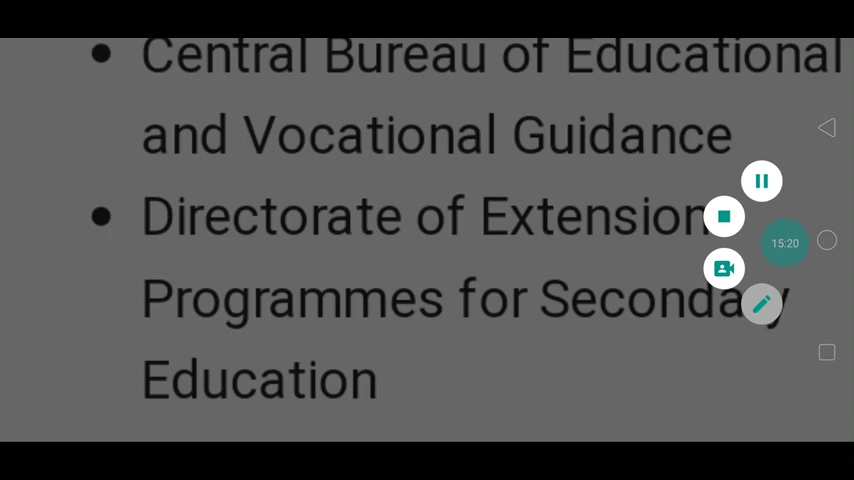 Central Bureau of Educational
and Vocational Guidance
Directorate of Extension
Programmes for Secondary
Education
15:20